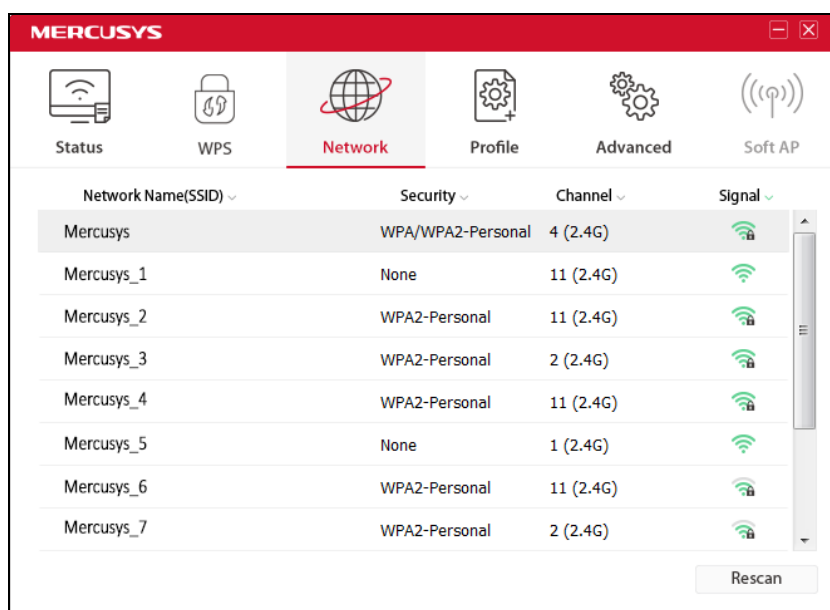 MERCUSYS
Status WPS Network Profile Advanced Soft AP
Network Name(SSID) Security Channel Signal
Mercusys WPA/WPA2-Personal 4 (2.4G)
Mercusys_1 None 11 (2.4G)
Mercusys_2 WPA2-Personal 11 (2.4G)
Mercusys_3 WPA2-Personal 2 (2.4G)
Mercusys_4 WPA2-Personal 11 (2.4G)
Mercusys_5 None 1 (2.4G)
Mercusys_6 WPA2-Personal 11 (2.4G)
Mercusys_7 WPA2-Personal 2 (2.4G)
Rescan